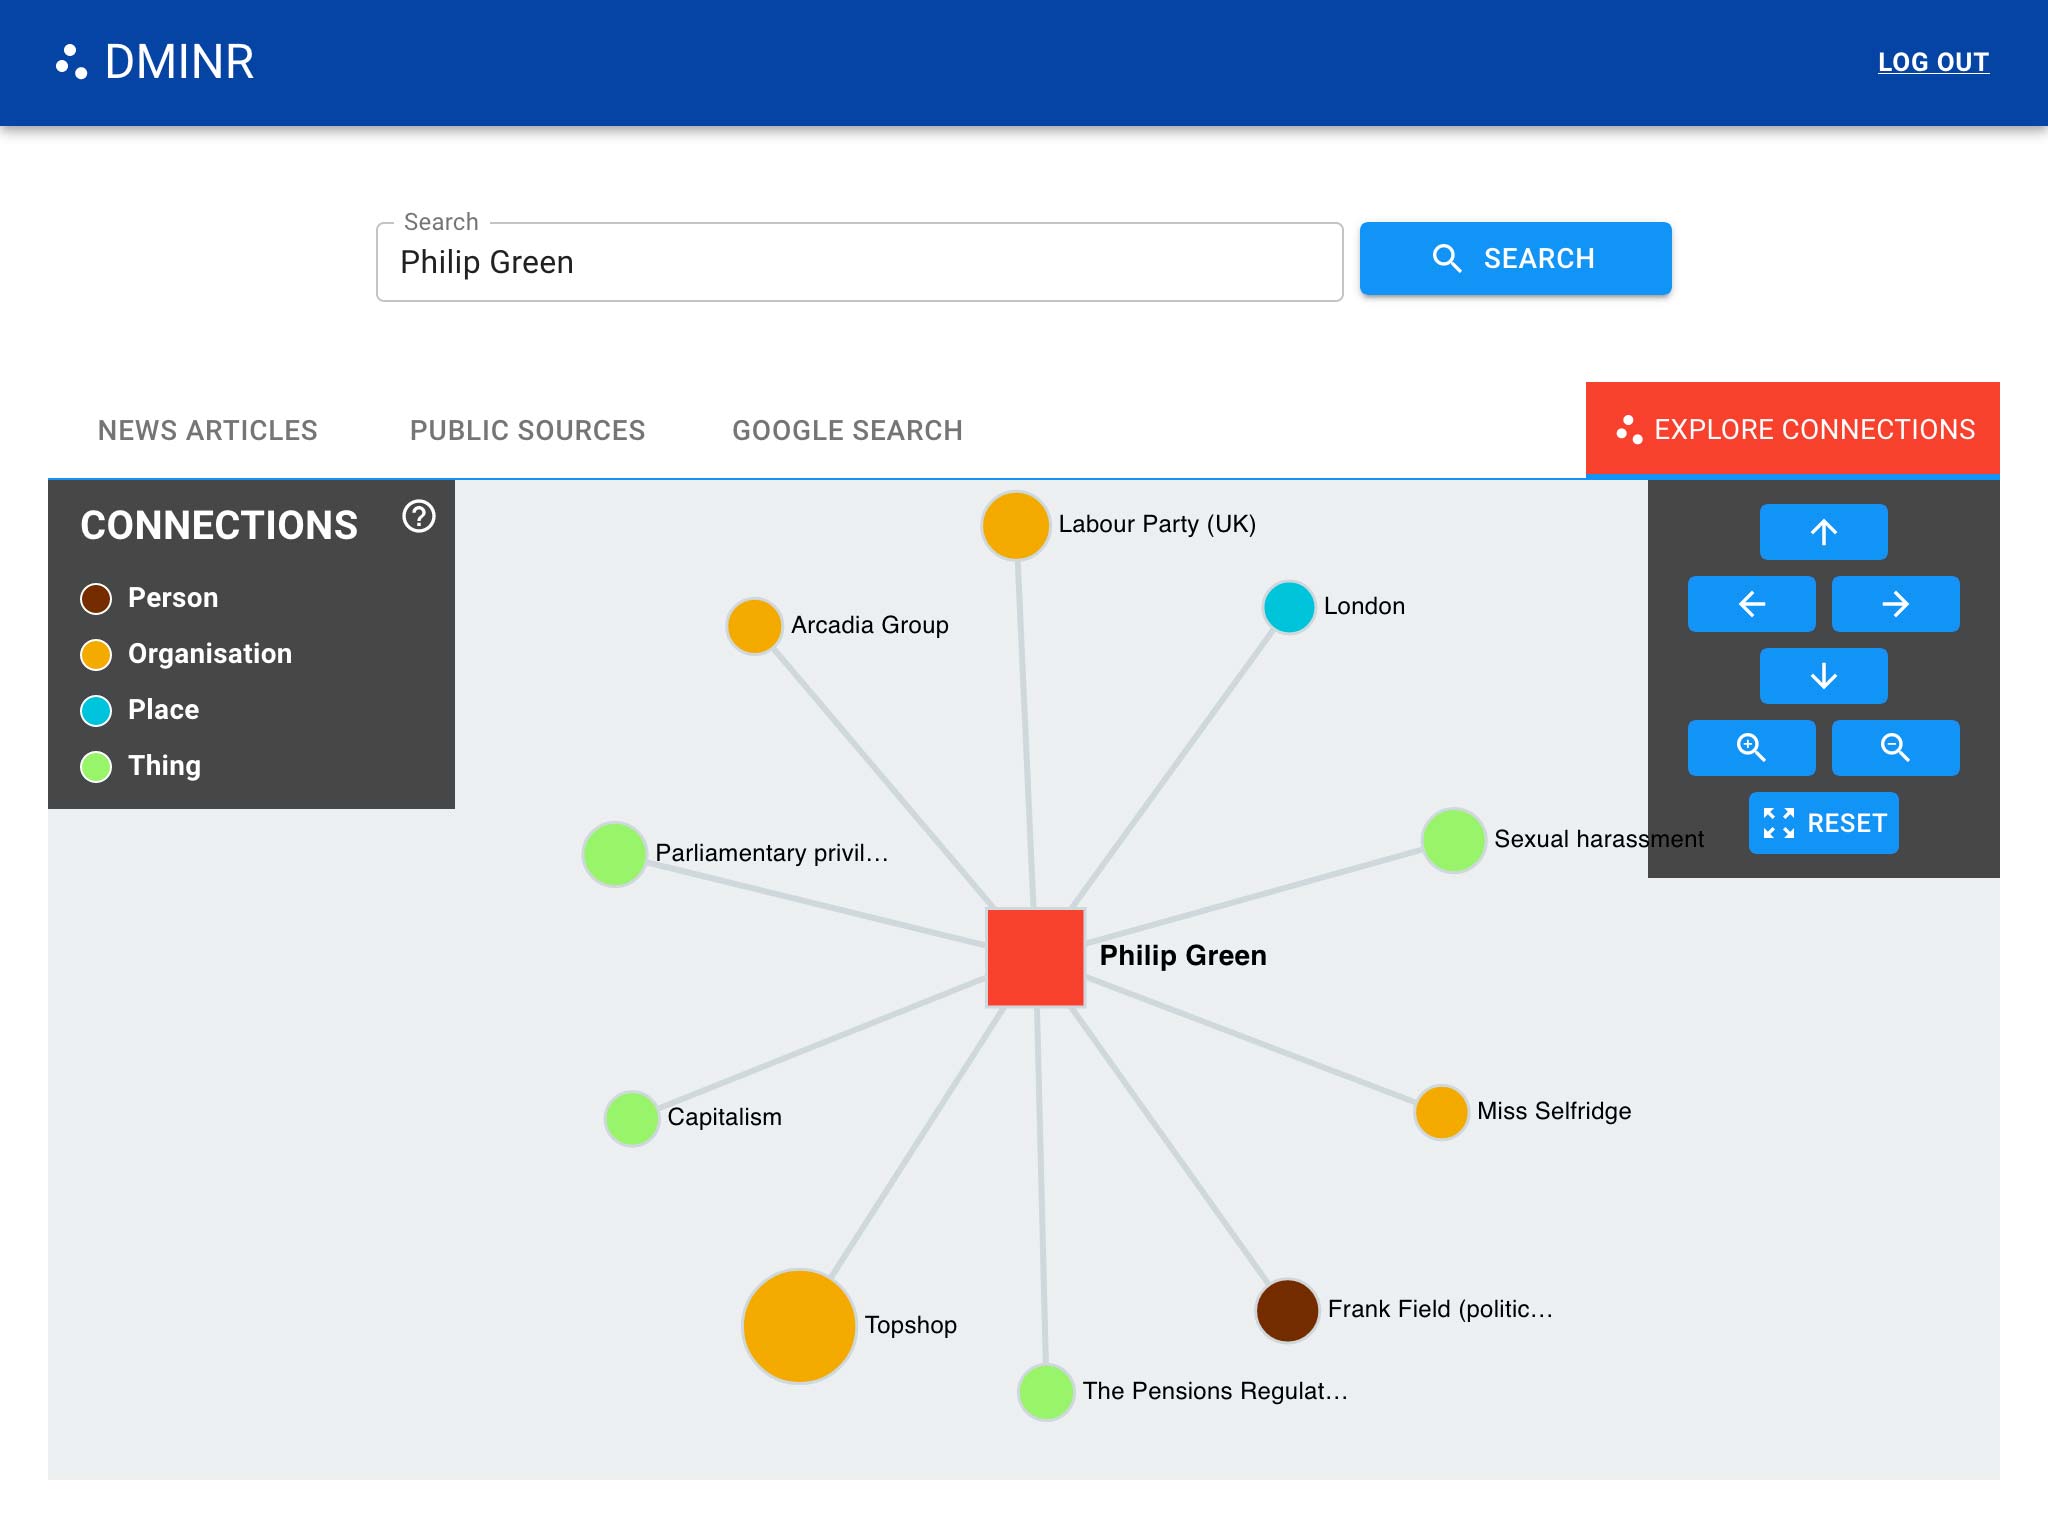 DMINR
LOG OUT
Search
Philip Green
SEARCH
NEWS ARTICLES
PUBLIC SOURCES
GOOGLE SEARCH
EXPLORE CONNECTIONS
CONNECTIONS
Person
Organisation
Place
Thing
Labour Party (UK)
London
Arcadia Group
Parliamentary privil...
Sexual harassment
RESET
Philip Green
Capitalism
Miss Selfridge
Topshop
Frank Field (politic...
The Pensions Regulat...